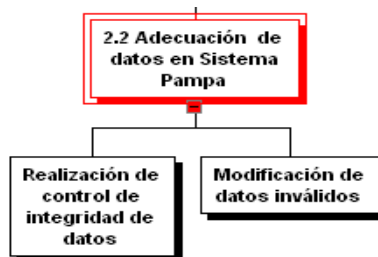 2.2 Adecuación de
datos en Sistema
Pampa
Realización de
control de
integridad de
datos
Modificación de
datos inválidos